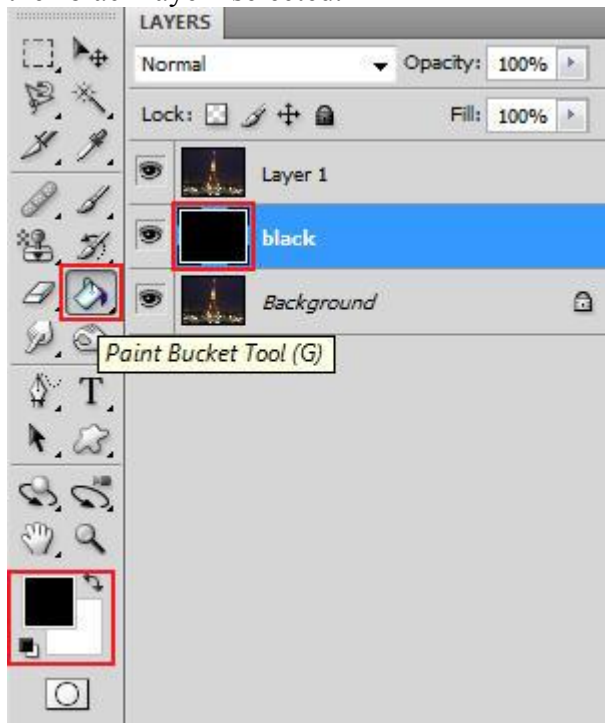 LAYERS
Normal
Opacity: 100%
Lock:
Fill: 100%
Layer 1
black
Background
Paint Bucket Tool (G)
T